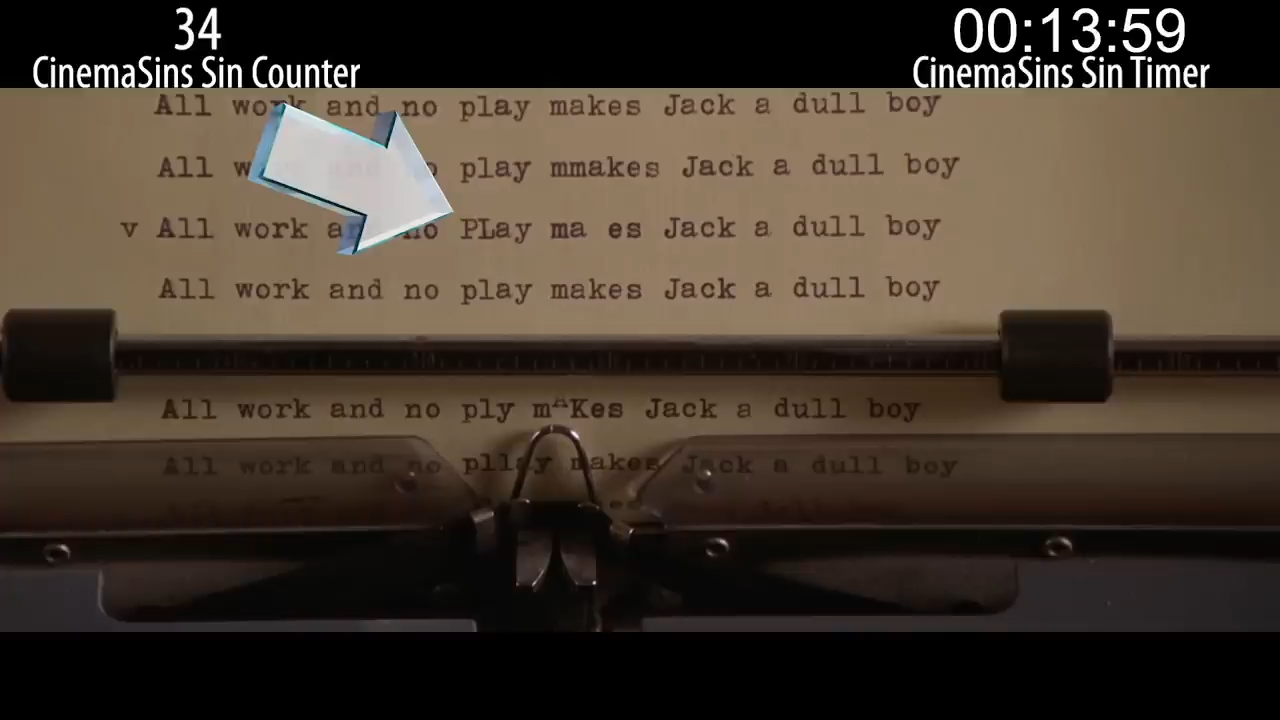 34
CinemaSins Sin Counter
00:13:59
CinemaSins Sin Timer
All work and no play makes Jack a dull boy
All w and no play mmakes Jack a dull boy
v All work an no PLay ma es Jack a dull boy
All work and no play makes Jack a dull boy
All work and no ply m^Kes Jack a dull boy
All work and no pllay makes Jack a dull boy